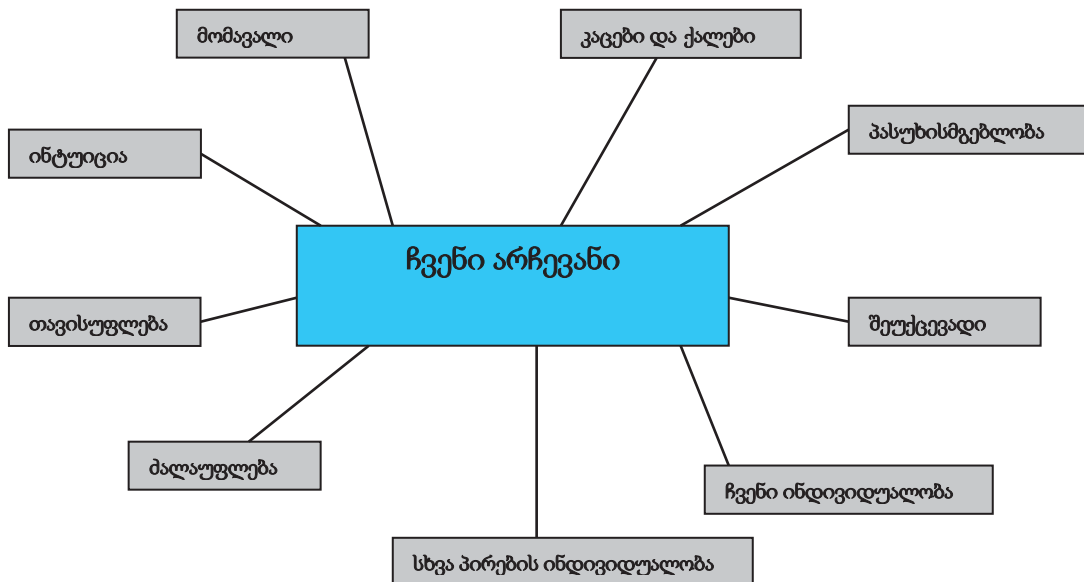 მომავალი
კაცები და ქალები
პასუხისმგებლობა
ინტუიცია
ჩვენი არჩევანი
თავისუფლება
შეუქცევადი
ძალაუფლება
ჩვენი ინდივიდუალობა
სხვა პირების ინდივიდუალობა